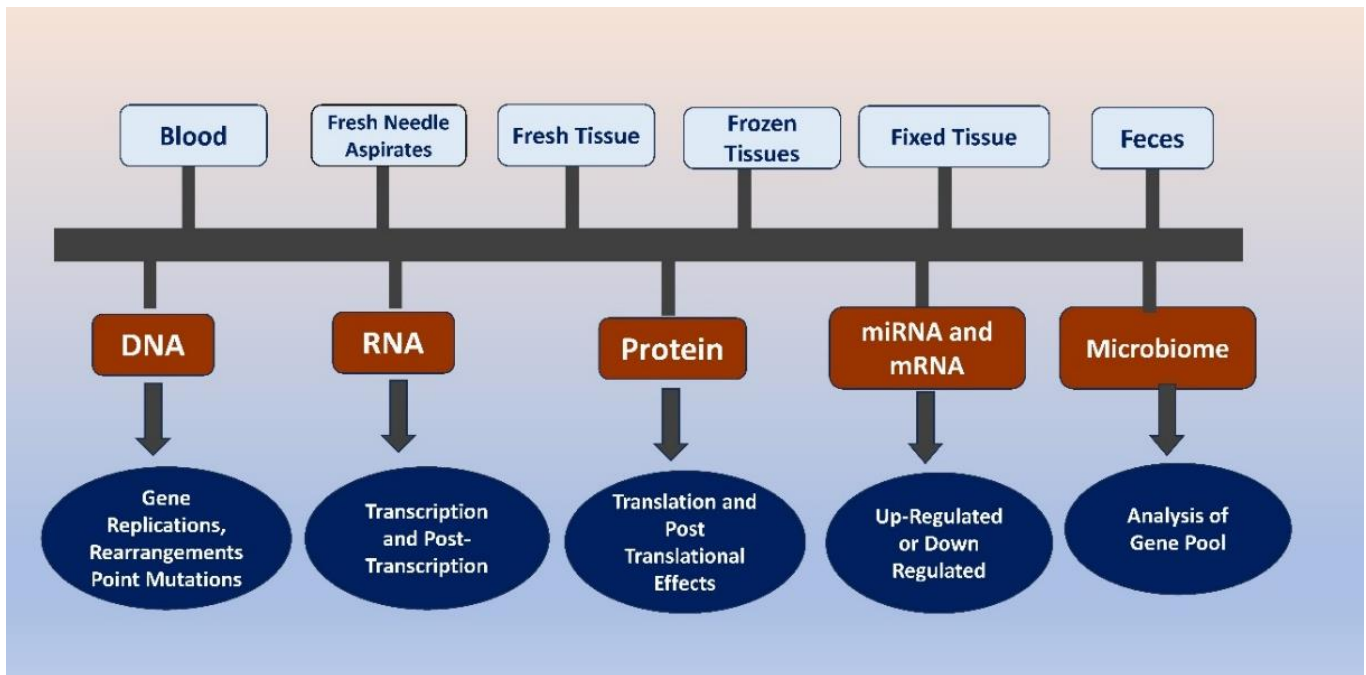 Blood
Fresh Needle
Aspirates
Fresh Tissue
Frozen
Tissues
Fixed Tissue
Feces
DNA
RNA
Protein
miRNA and
mRNA
Microbiome
Gene
Replications,
Rearrangements
Point Mutations
Transcription
and Post-
Transcription
Translation and
Post
Translational
Effects
Up-Regulated
or Down
Regulated
Analysis of
Gene Pool